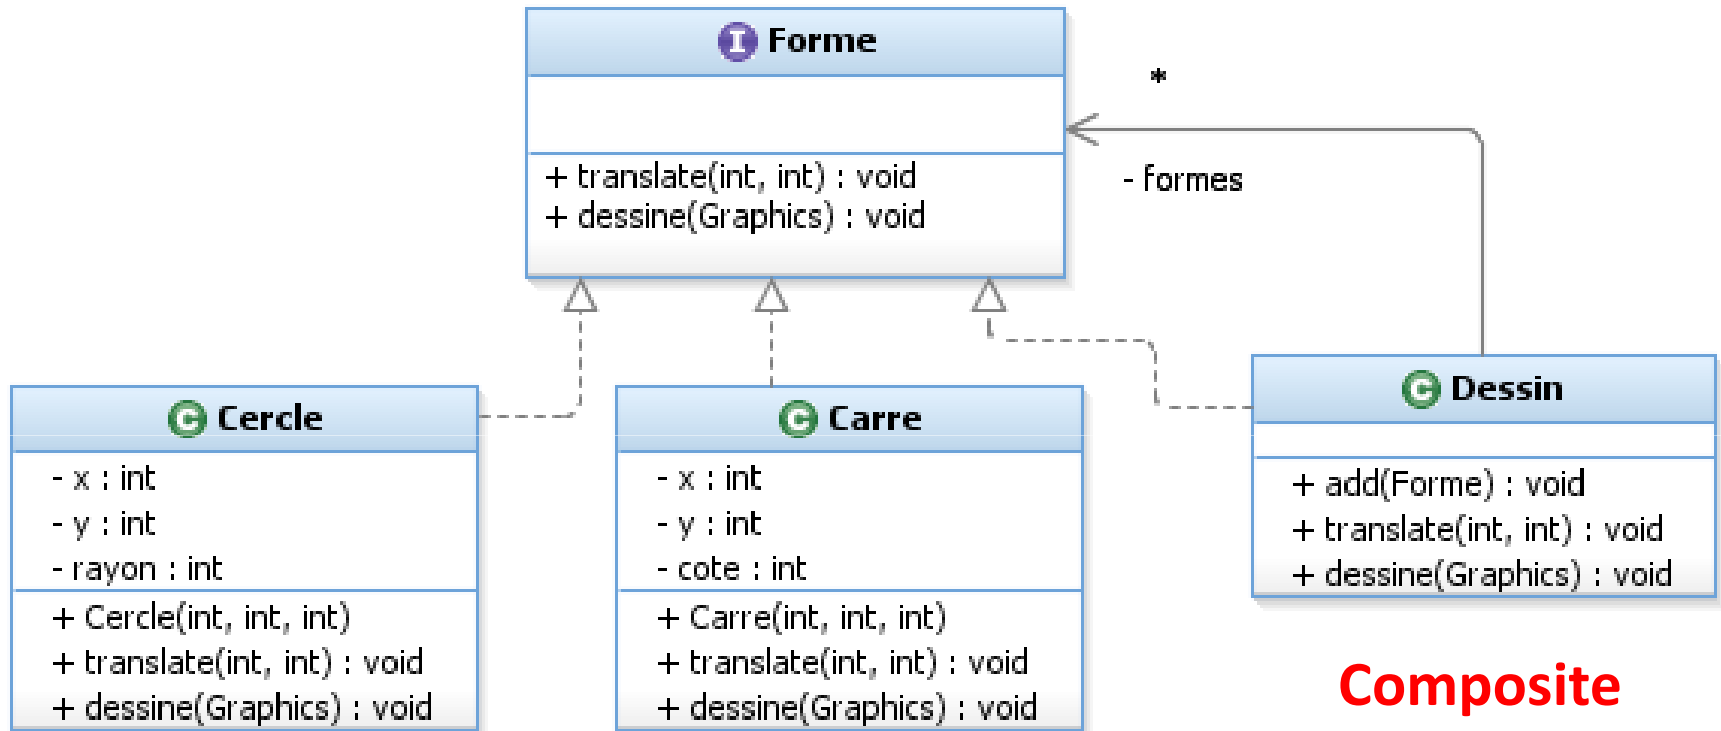 I Forme
*
+ translate(int, int) : void
+ dessine(Graphics) : void
- formes
C Cercle
- x : int
- y : int
- rayon : int
+ Cercle(int, int, int)
+ translate(int, int) : void
+ dessine(Graphics) : void
C Carre
- x : int
- y : int
- cote : int
+ Carre(int, int, int)
+ translate(int, int) : void
+ dessine(Graphics) : void
C Dessin
+ add(Forme) : void
+ translate(int, int) : void
+ dessine(Graphics) : void
Composite